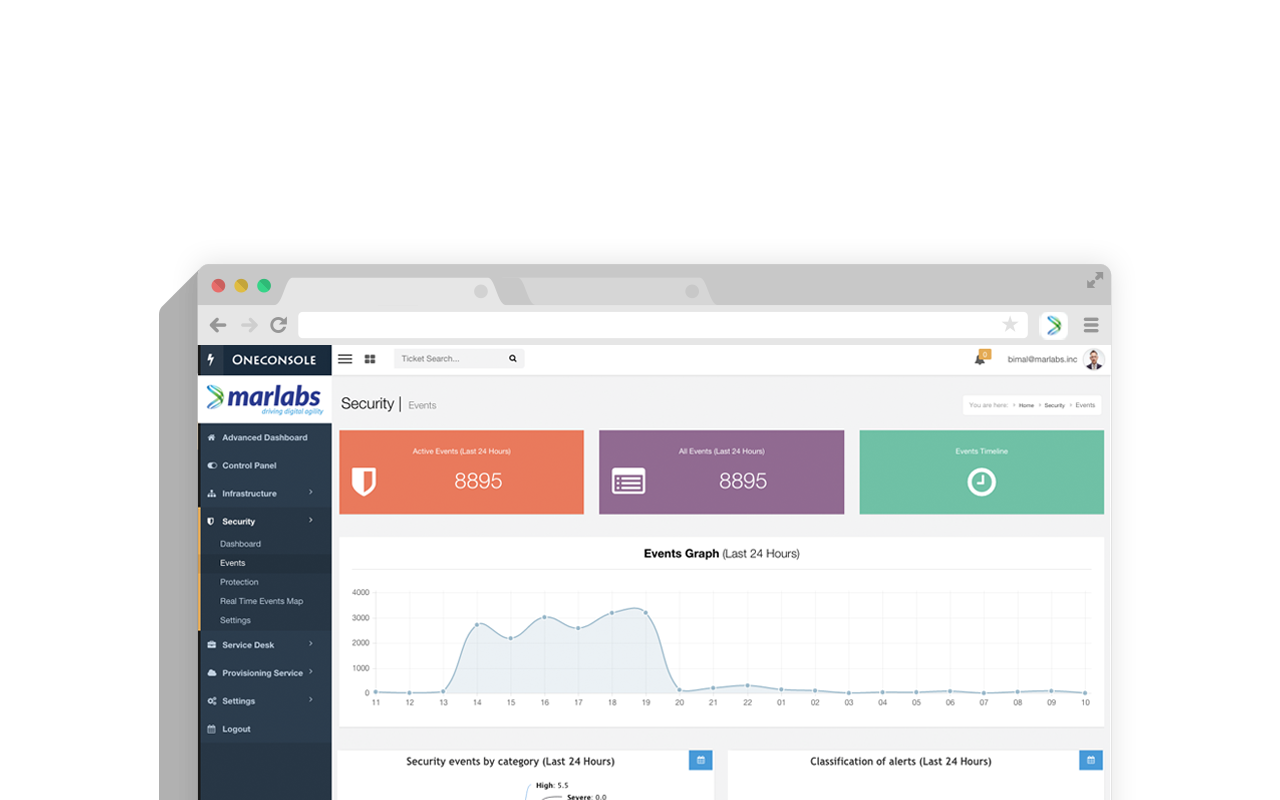 ONECONSOLE
Ticket Search...
0
bimal@marlabs.inc
marlabs
driving digital agility
Security | Events
You are here: › Home › Security › Events
Advanced Dashboard
Control Panel
Infrastructure
Security
Dashboard
Events
Protection
Real Time Events Map
Settings
Service Desk
Provisioning Service
Settings
Logout
Active Events (Last 24 Hours)
8895
All Events (Last 24 Hours)
8895
Events Timeline
Events Graph (Last 24 Hours)
4000
3000
2000
1000
0
11 12 13 14 15 16 17 18 19 20 21 22 01 02 03 04 05 06 07 08 09 10
Security events by category (Last 24 Hours)
High: 5.5
Severe: 0.0
Classification of alerts (Last 24 Hours)